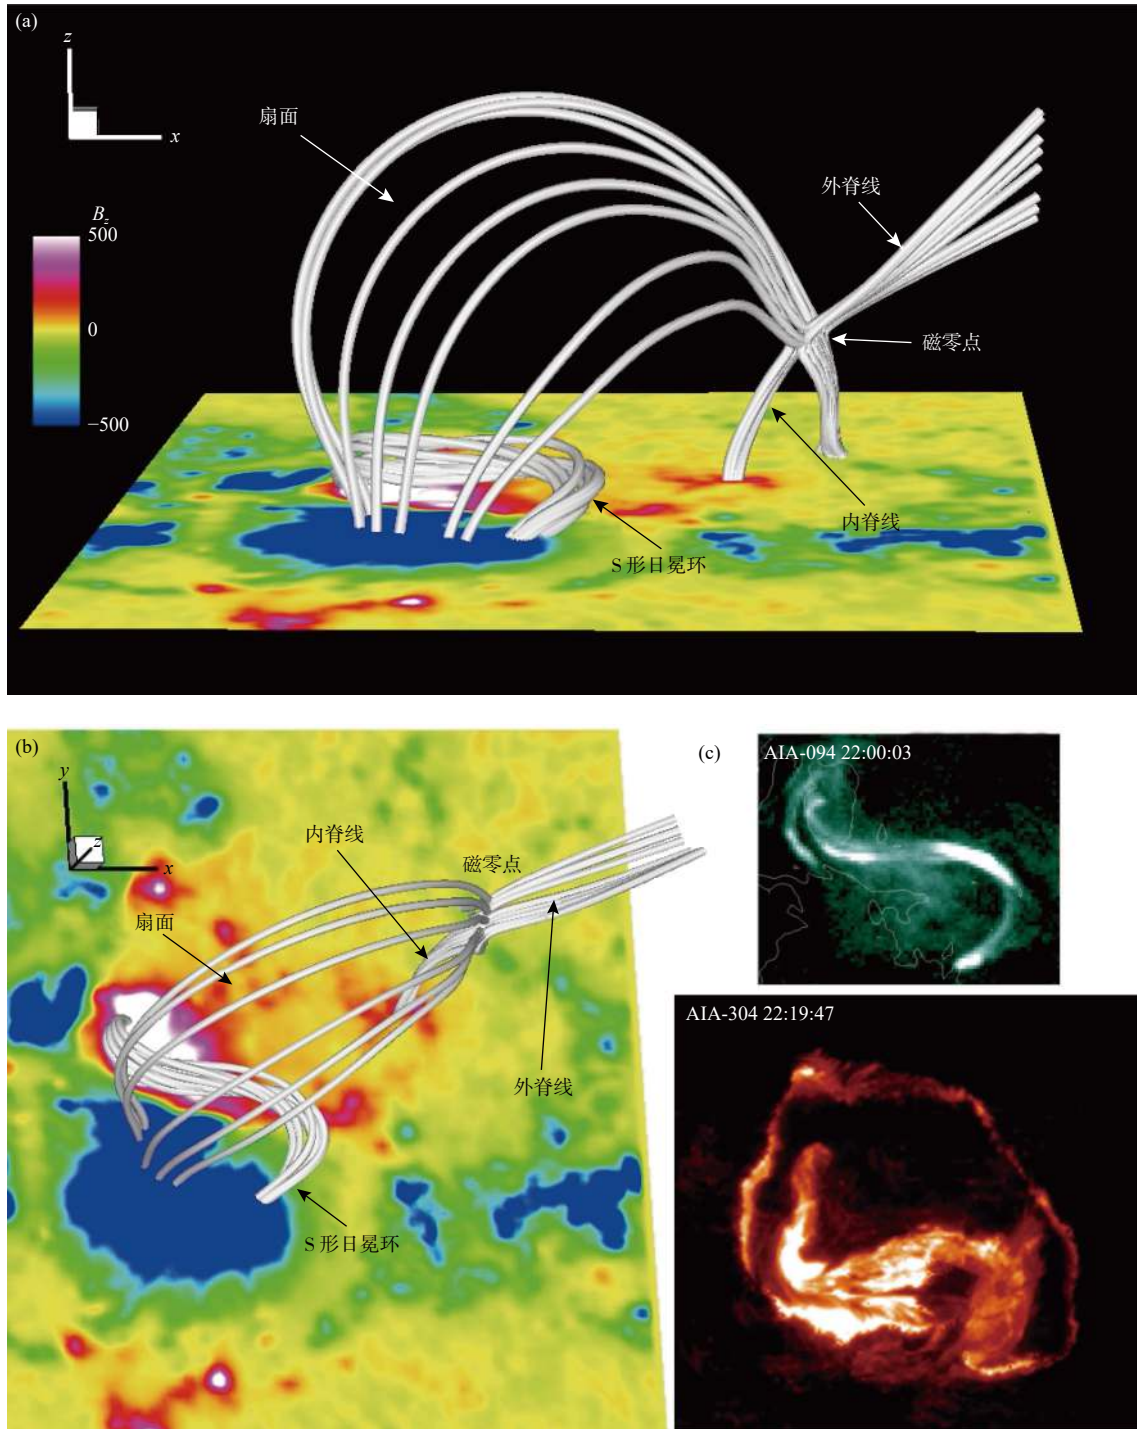 (a)
z
x
扇面
外脊线
B_z
500
0
−500
磁零点
内脊线
S 形日冕环
(b)
y
z
x
内脊线
磁零点
扇面
外脊线
S 形日冕环
(c)
AIA-094 22:00:03
AIA-304 22:19:47